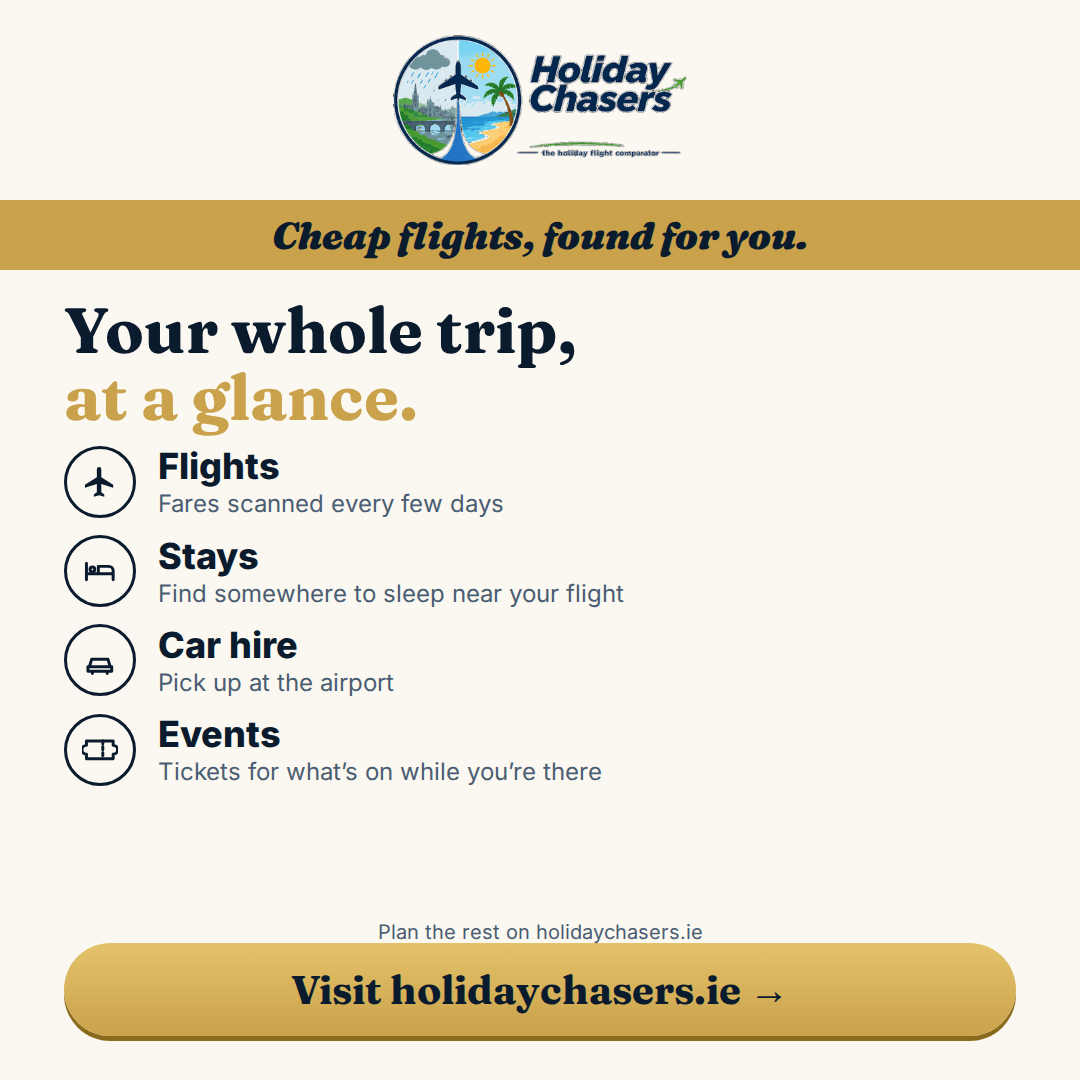 Holiday
Chasers
the holiday flight comparator
Cheap flights, found for you.
Your whole trip,
at a glance.
Flights
Fares scanned every few days
Stays
Find somewhere to sleep near your flight
Car hire
Pick up at the airport
Events
Tickets for what’s on while you’re there
Plan the rest on holidaychasers.ie
Visit holidaychasers.ie →